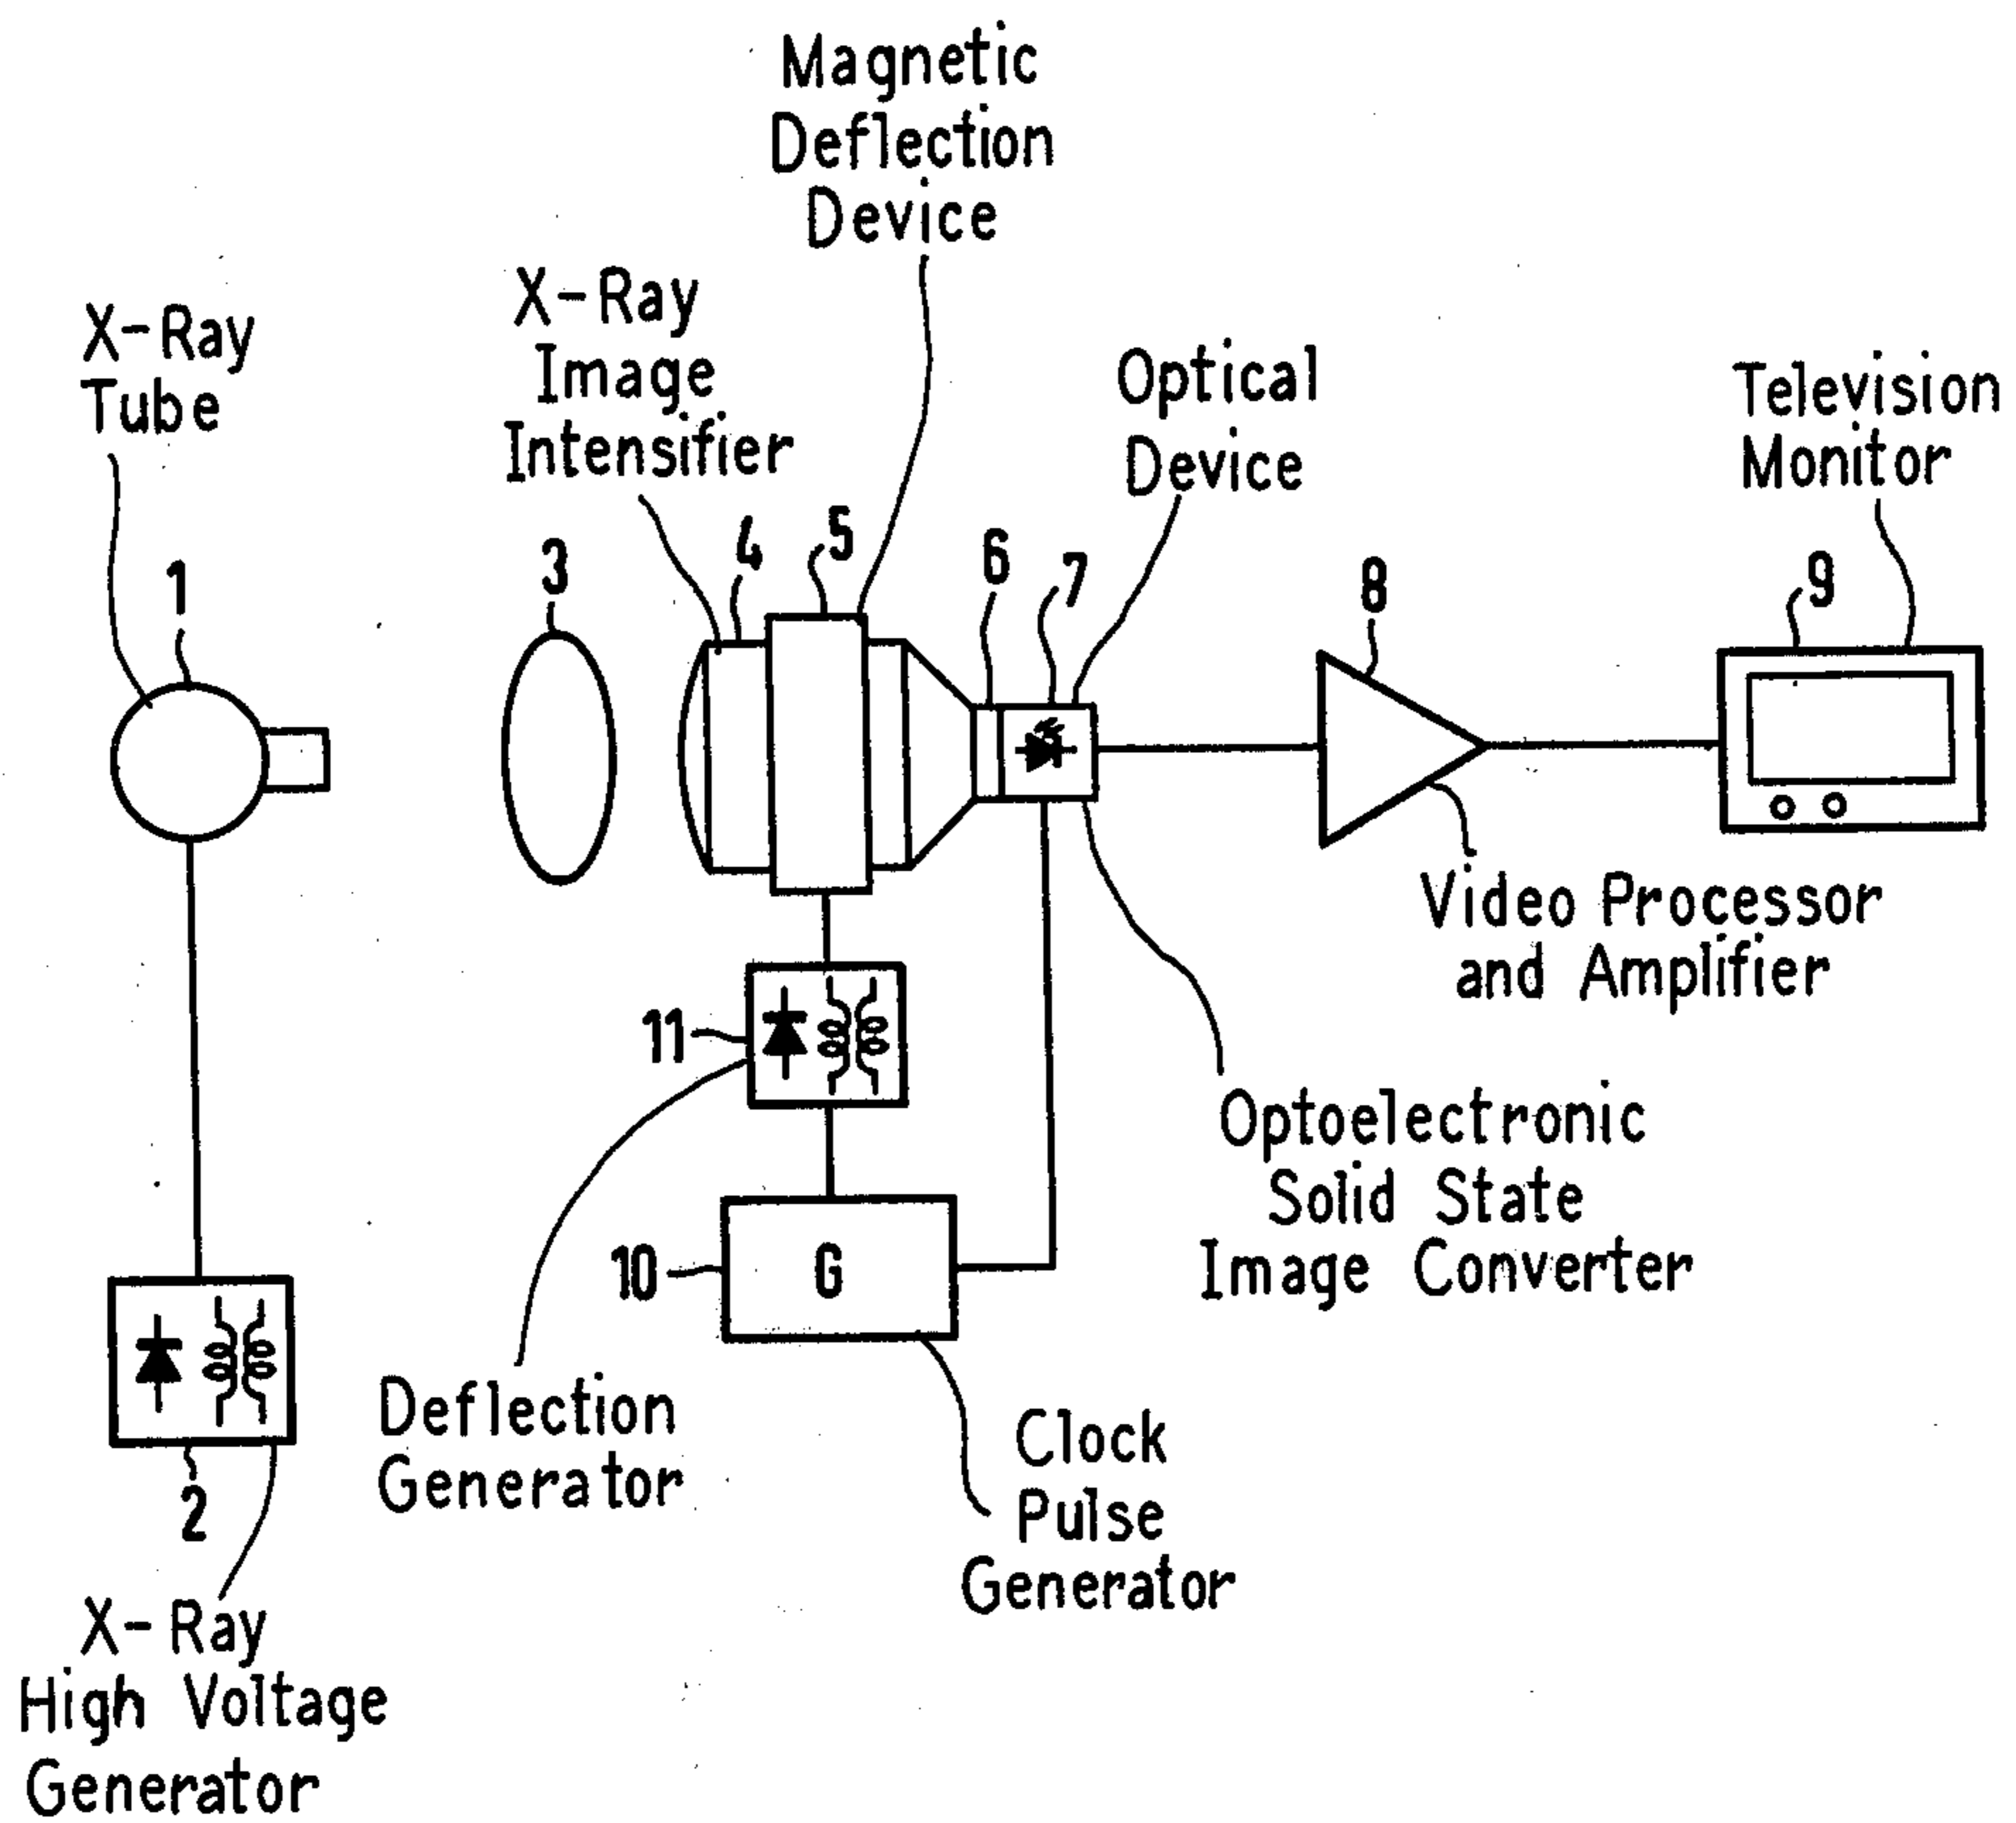 Magnetic
Deflection
Device
X-Ray
Image
Intensifier
X-Ray
Tube
Optical
Device
Television
Monitor
1
3
4
5
6
7
8
9
Video Processor
and Amplifier
11
Optoelectronic
Solid State
Image Converter
10
G
Deflection
Generator
Clock
Pulse
Generator
2
X-Ray
High Voltage
Generator